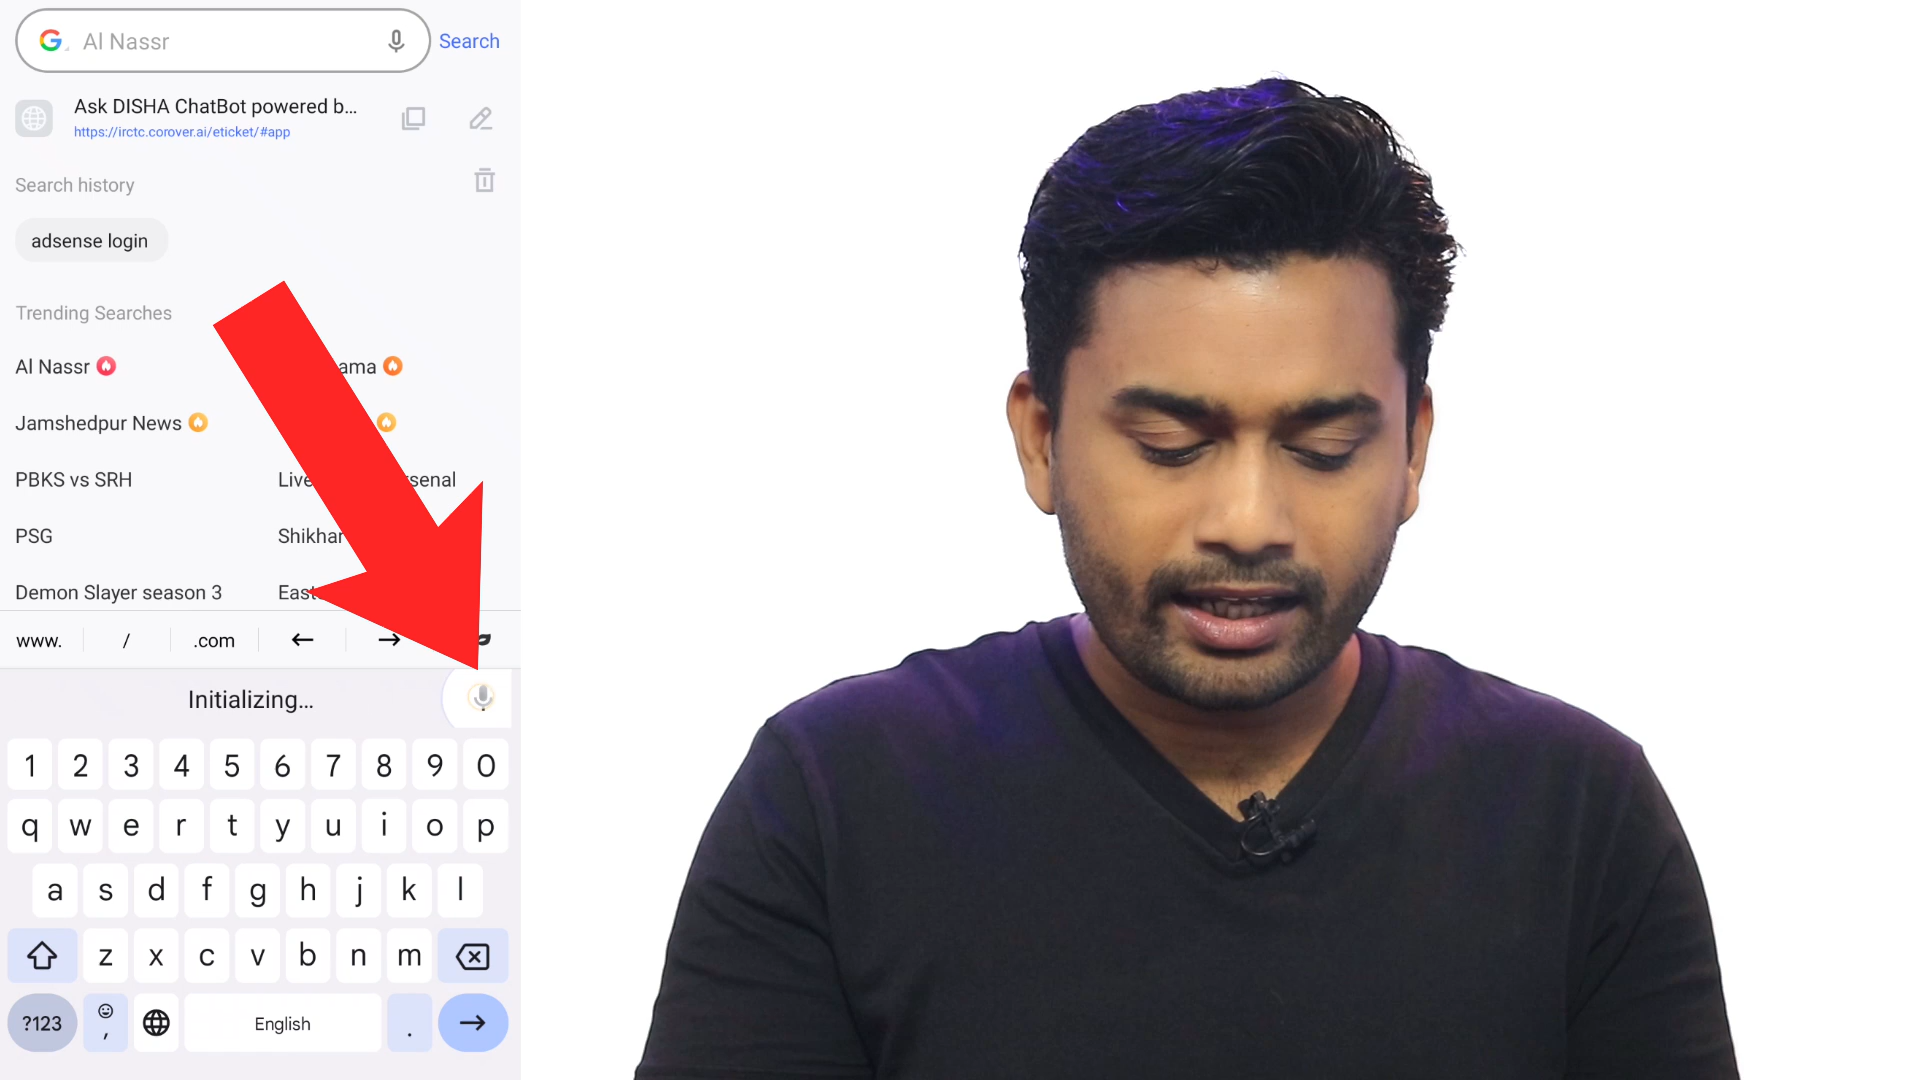 Al Nassr
Search
Ask DISHA ChatBot powered b...
https://irctc.corover.ai/eticket/#app
Search history
adsense login
Trending Searches
Al Nassr
ama
Jamshedpur News
PBKS vs SRH
Live
senal
PSG
Shikhar
Demon Slayer season 3
East
www.
/
.com
Initializing...
1 2 3 4 5 6 7 8 9 0
q w e r t y u i o p
a s d f g h j k l
z x c v b n m
?123 , English .